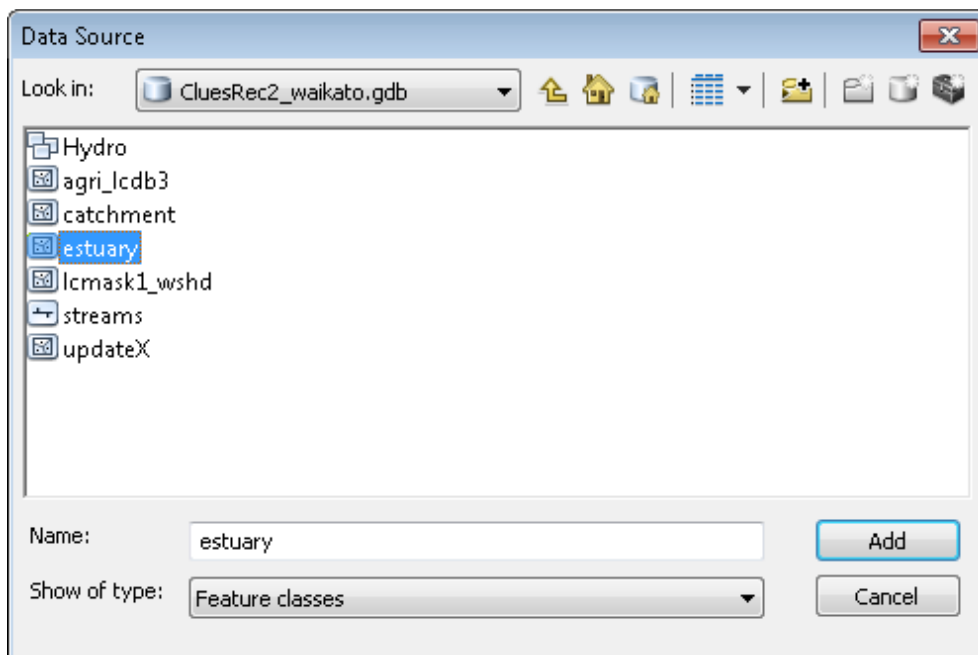 Data Source
Look in: CluesRec2_waikato.gdb
Hydro
agri_lcdb3
catchment
estuary
lcmask1_wshd
streams
updateX
Name: estuary Add
Show of type: Feature classes Cancel